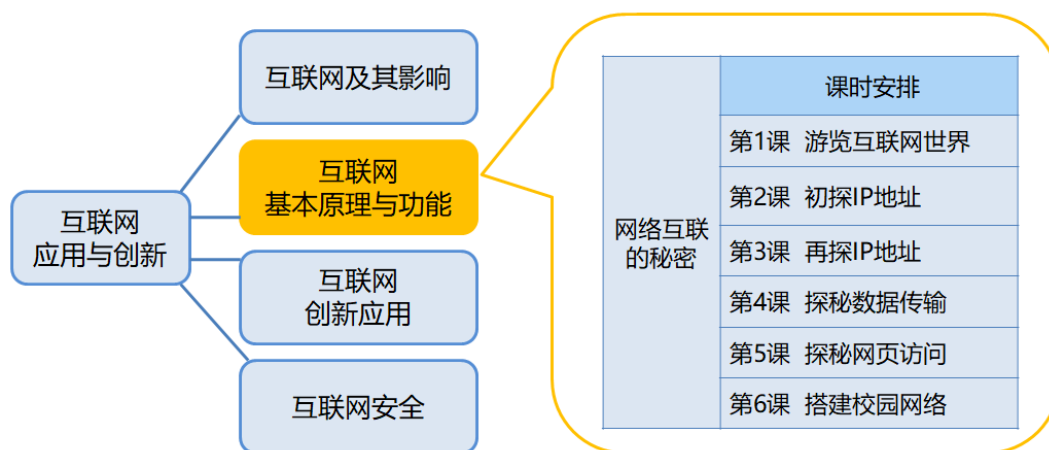 互联网
应用与创新
互联网及其影响
互联网
基本原理与功能
互联网
创新应用
互联网安全
网络互联
的秘密
课时安排
第1课 游览互联网世界
第2课 初探IP地址
第3课 再探IP地址
第4课 探秘数据传输
第5课 探秘网页访问
第6课 搭建校园网络